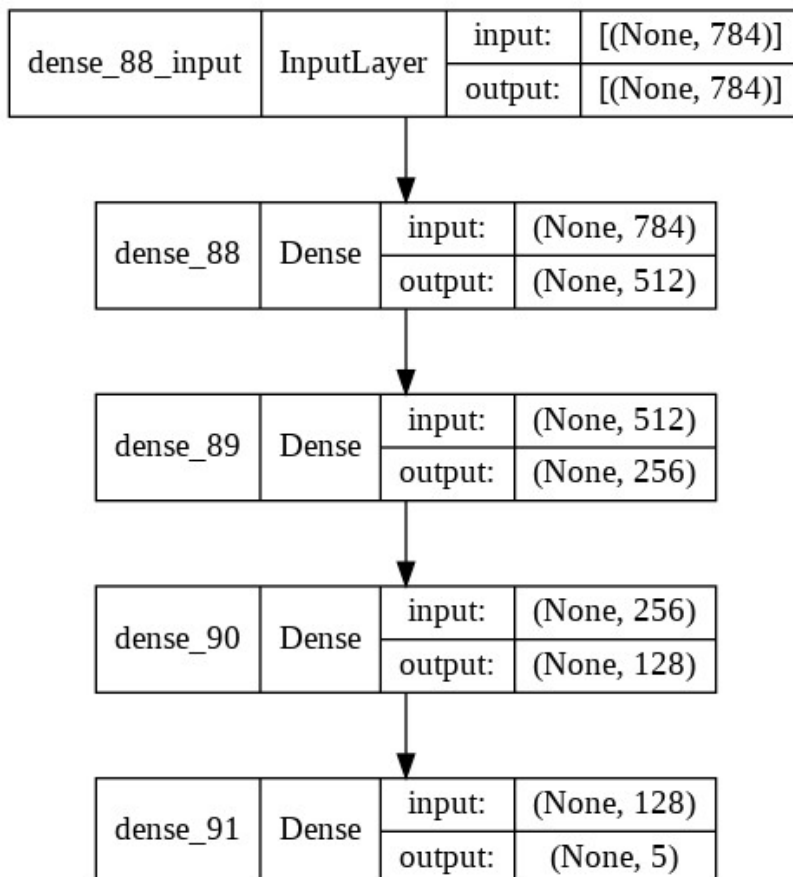 dense_88_input InputLayer input: [(None, 784)]
output: [(None, 784)]
dense_88 Dense input: (None, 784)
output: (None, 512)
dense_89 Dense input: (None, 512)
output: (None, 256)
dense_90 Dense input: (None, 256)
output: (None, 128)
dense_91 Dense input: (None, 128)
output: (None, 5)